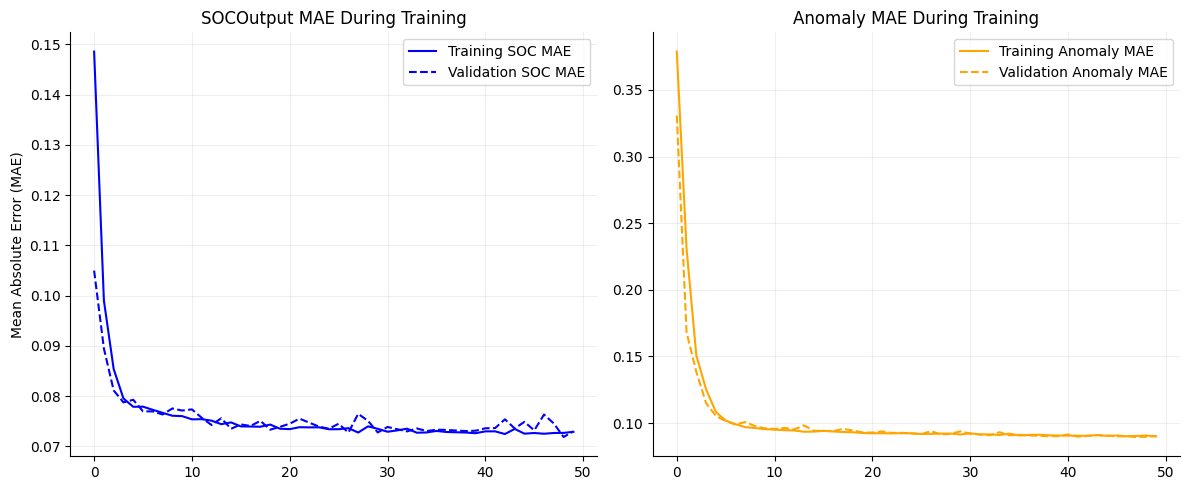 SOCOutput MAE During Training
Training SOC MAE
Validation SOC MAE
Mean Absolute Error (MAE)
0.15
0.14
0.13
0.12
0.11
0.10
0.09
0.08
0.07
0 10 20 30 40 50
Anomaly MAE During Training
Training Anomaly MAE
Validation Anomaly MAE
0.35
0.30
0.25
0.20
0.15
0.10
0 10 20 30 40 50